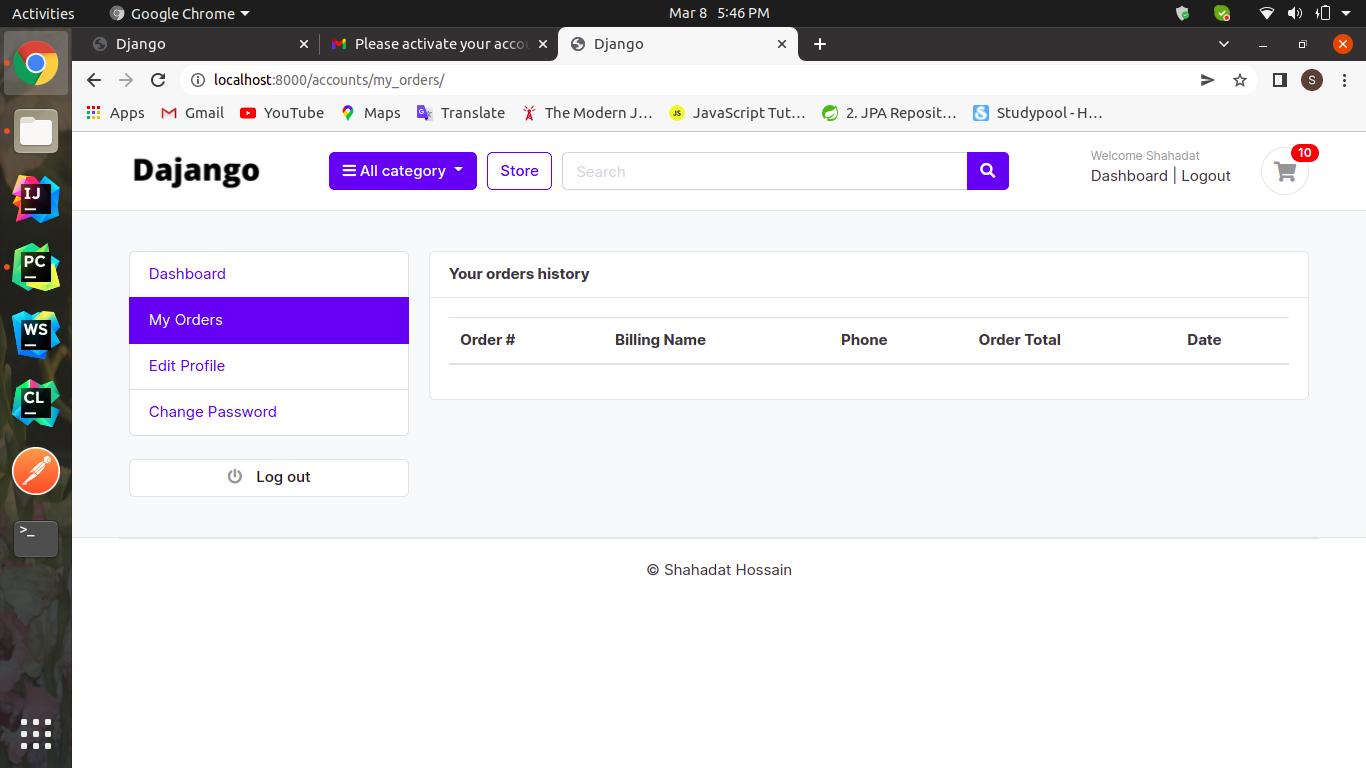 Activities Google Chrome Mar 8 5:46 PM
Django Please activate your accou Django
localhost:8000/accounts/my_orders/ S
Apps Gmail YouTube Maps Translate The Modern J… JS JavaScript Tut… 2. JPA Reposit… Studypool - H…
Dajango All category Store Search Welcome Shahadat 10
Dashboard | Logout
IJ
PC
WS
CL
>_
Dashboard
My Orders
Edit Profile
Change Password
Log out
Your orders history
Order # Billing Name Phone Order Total Date
© Shahadat Hossain